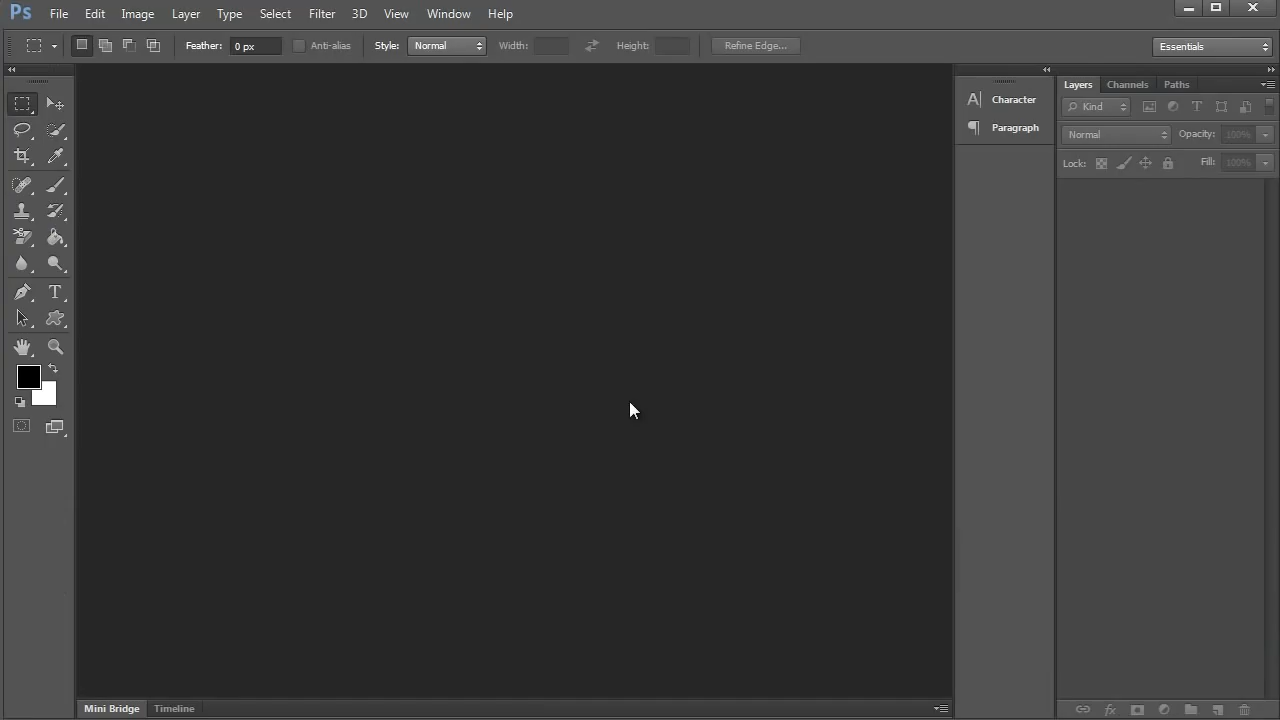 Ps File Edit Image Layer Type Select Filter 3D View Window Help
Feather: 0 px Anti-alias Style: Normal Width: Height: Refine Edge... Essentials
Layers Channels Paths
Character
Kind
Paragraph
Normal Opacity: 100%
Lock: Fill: 100%
Mini Bridge Timeline